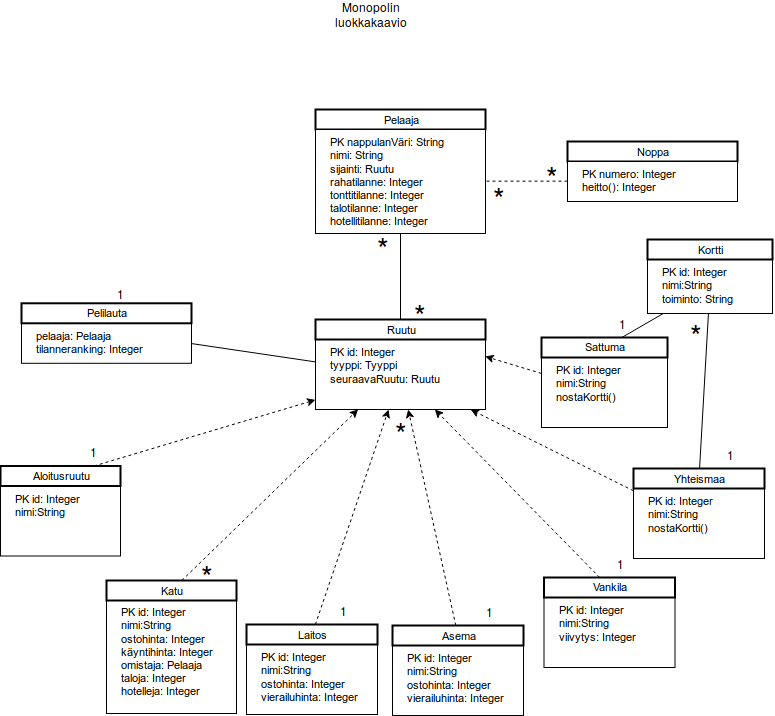 Monopolin
luokkakaavio
Pelaaja
PK nappulanVäri: String
nimi: String
sijainti: Ruutu
rahatilanne: Integer
tonttitilanne: Integer
talotilanne: Integer
hotellitilanne: Integer
*
*
Noppa
PK numero: Integer
heitto(): Integer
*
*
Kortti
PK id: Integer
nimi:String
toiminto: String
*
1
Pelilauta
pelaaja: Pelaaja
tilanneranking: Integer
Ruutu
PK id: Integer
tyyppi: Tyyppi
seuraavaRuutu: Ruutu
*
1
Sattuma
PK id: Integer
nimi:String
nostaKortti()
1
Aloitusruutu
PK id: Integer
nimi:String
1
Yhteismaa
PK id: Integer
nimi:String
nostaKortti()
*
Katu
PK id: Integer
nimi:String
ostohinta: Integer
käyntihinta: Integer
omistaja: Pelaaja
taloja: Integer
hotelleja: Integer
1
Laitos
PK id: Integer
nimi:String
ostohinta: Integer
vierailuhinta: Integer
1
Asema
PK id: Integer
nimi:String
ostohinta: Integer
vierailuhinta: Integer
1
Vankila
PK id: Integer
nimi:String
viivytys: Integer